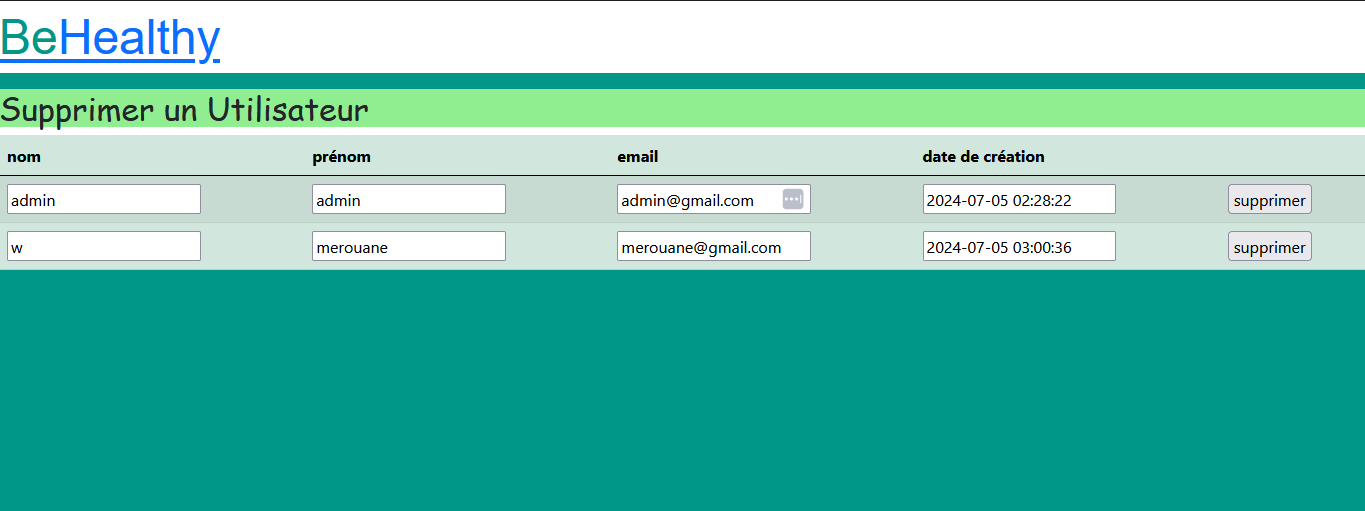 BeHealthy
Supprimer un Utilisateur
nom prénom email date de création
admin admin admin@gmail.com 2024-07-05 02:28:22 supprimer
w merouane merouane@gmail.com 2024-07-05 03:00:36 supprimer